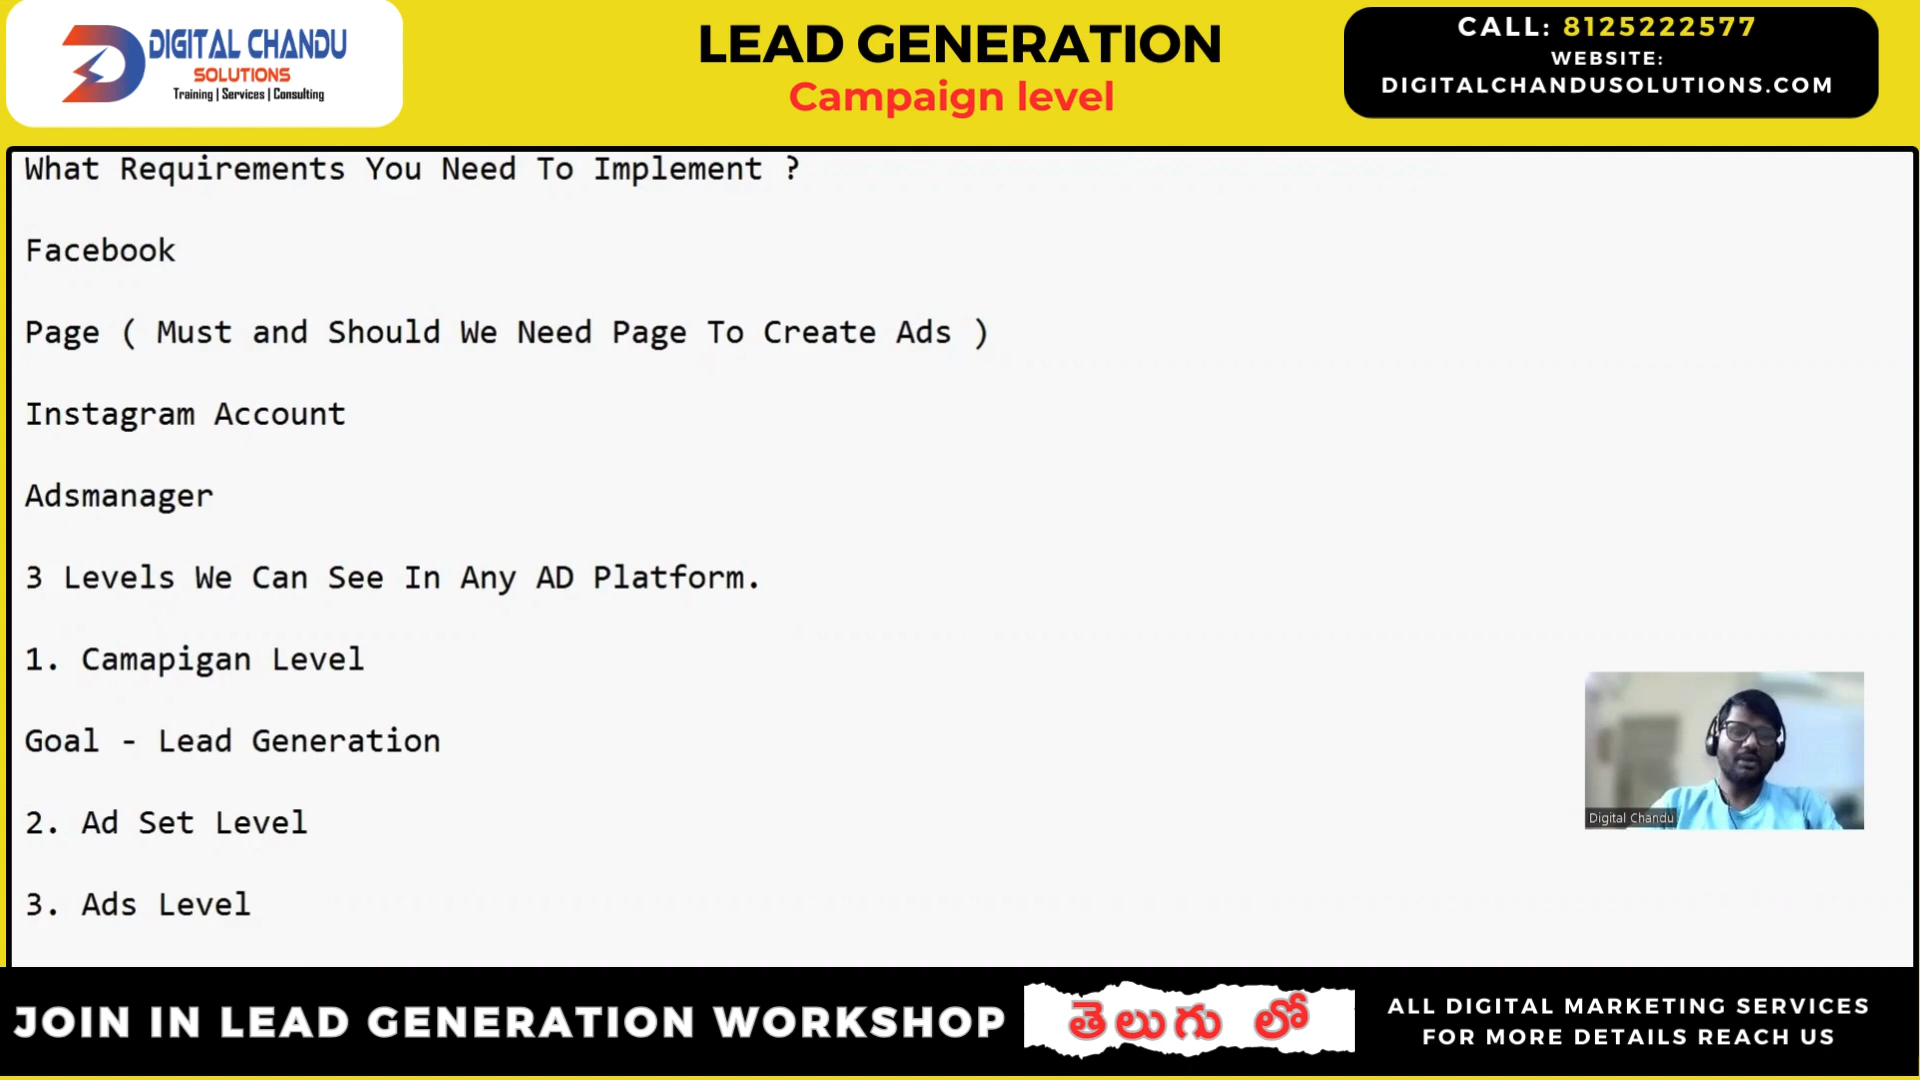 DIGITAL CHANDU
SOLUTIONS
Training | Services | Consulting
LEAD GENERATION
Campaign level
CALL: 8125222577
WEBSITE:
DIGITALCHANDUSOLUTIONS.COM
What Requirements You Need To Implement ?
Facebook
Page ( Must and Should We Need Page To Create Ads )
Instagram Account
Adsmanager
3 Levels We Can See In Any AD Platform.
1. Camapigan Level
Goal - Lead Generation
2. Ad Set Level
3. Ads Level
Digital Chandu
JOIN IN LEAD GENERATION WORKSHOP
తెలుగు లో
ALL DIGITAL MARKETING SERVICES
FOR MORE DETAILS REACH US